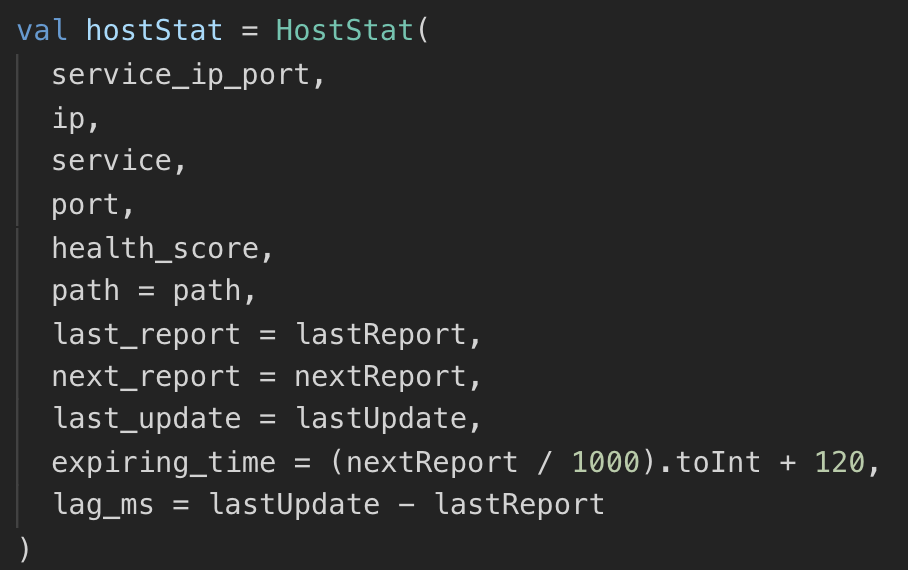 val hostStat = HostStat(
service_ip_port,
ip,
service,
port,
health_score,
path = path,
last_report = lastReport,
next_report = nextReport,
last_update = lastUpdate,
expiring_time = (nextReport / 1000).toInt + 120,
lag_ms = lastUpdate - lastReport
)